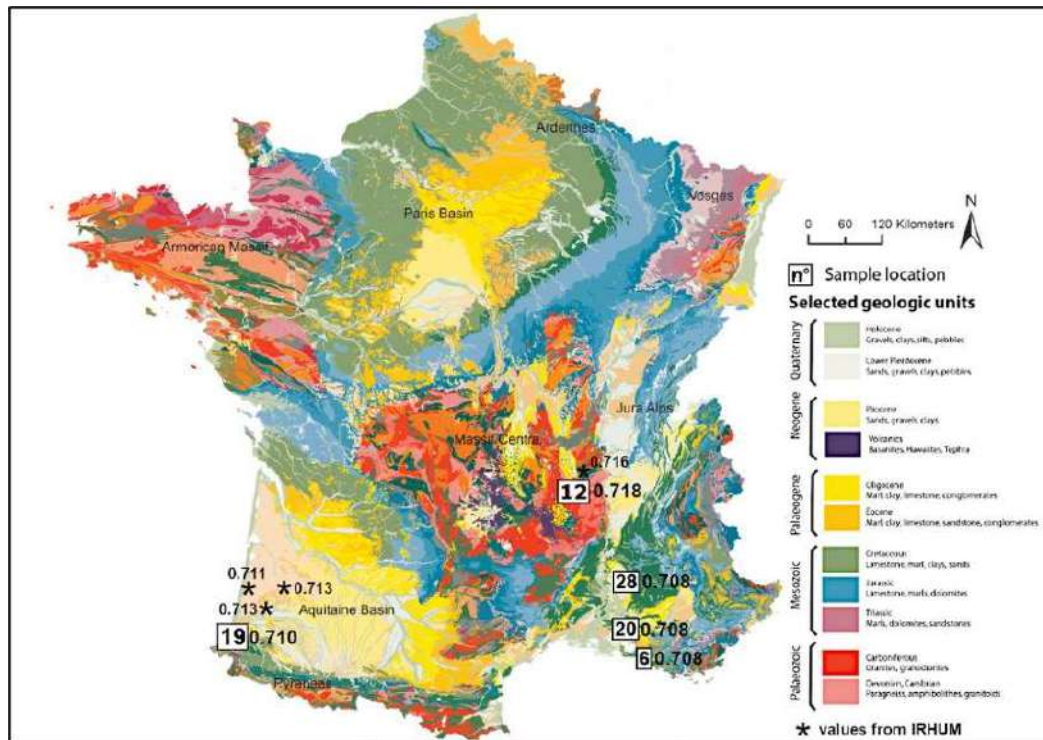 Ardennes
Vosges
Paris Basin
Armorican Massif
Jura Alps
Massif Central
0.716
12 0.718
0.711
0.713
0.713
Aquitaine Basin
28 0.708
19 0.710
20 0.708
6 0.708
Pyrenees
N
0 60 120 Kilometers
n° Sample location
Selected geologic units
Quaternary
Holocene
Gravels, clays, silts, pebbles
Lower Pleistocene
Sands, gravels, clays, pebbles
Neogene
Pliocene
Sands, gravels, clays
Volcanics
Basanites, Hawaiites, Tephra
Palaeogene
Oligocene
Marl, clay, limestone, conglomerates
Eocene
Marl, clay, limestone, sandstone, conglomerates
Mesozoic
Cretaceous
Limestone, marl, clays, sands
Jurassic
Limestone, marls, dolomites
Triassic
Marls, dolomites, sandstones
Palaeozoic
Carboniferous
Granites, granodiorites
Devonian, Cambrian
Paragneiss, amphibolithes, granitoids
* values from IRHUM